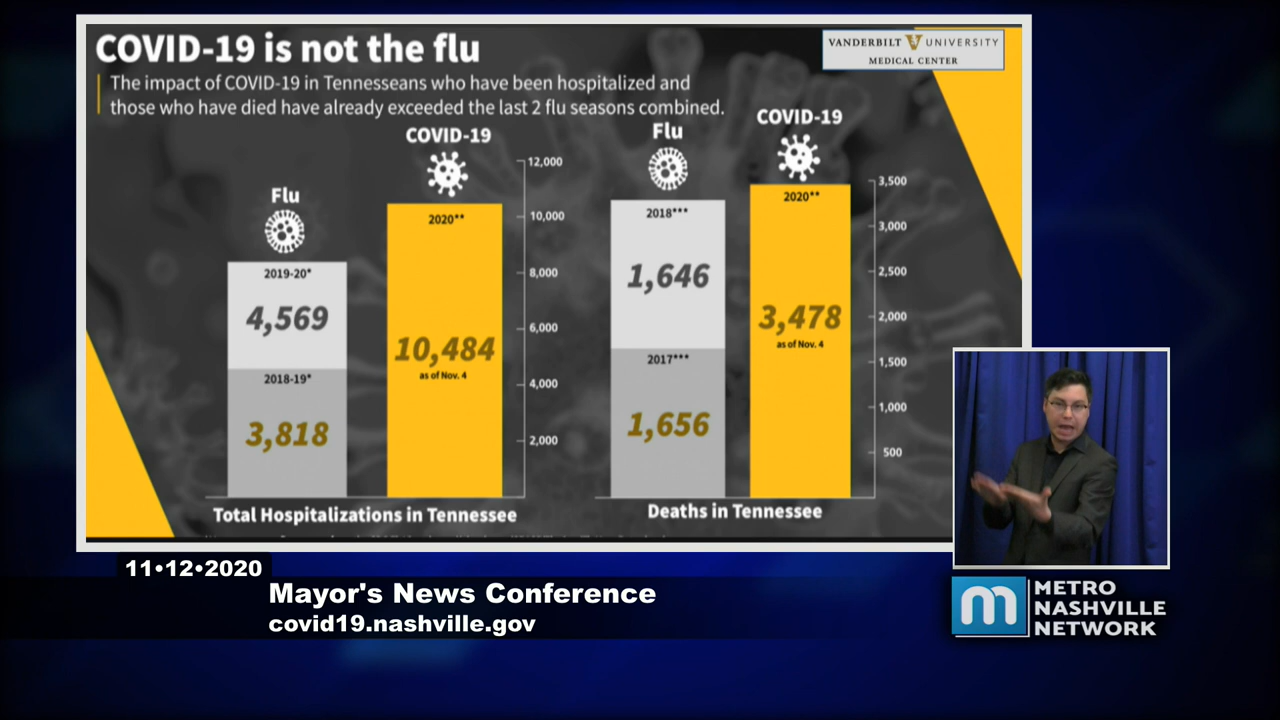 COVID-19 is not the flu
The impact of COVID-19 in Tennesseans who have been hospitalized and
those who have died have already exceeded the last 2 flu seasons combined.
VANDERBILT V UNIVERSITY
MEDICAL CENTER
Flu
2019-20*
4,569
2018-19*
3,818
COVID-19
2020**
10,484
as of Nov. 4
12,000
10,000
8,000
6,000
4,000
2,000
Total Hospitalizations in Tennessee
Flu
2018***
1,646
2017***
1,656
COVID-19
2020**
3,478
as of Nov. 4
3,500
3,000
2,500
2,000
1,500
1,000
500
Deaths in Tennessee
11•12•2020
Mayor's News Conference
covid19.nashville.gov
m
METRO
NASHVILLE
NETWORK